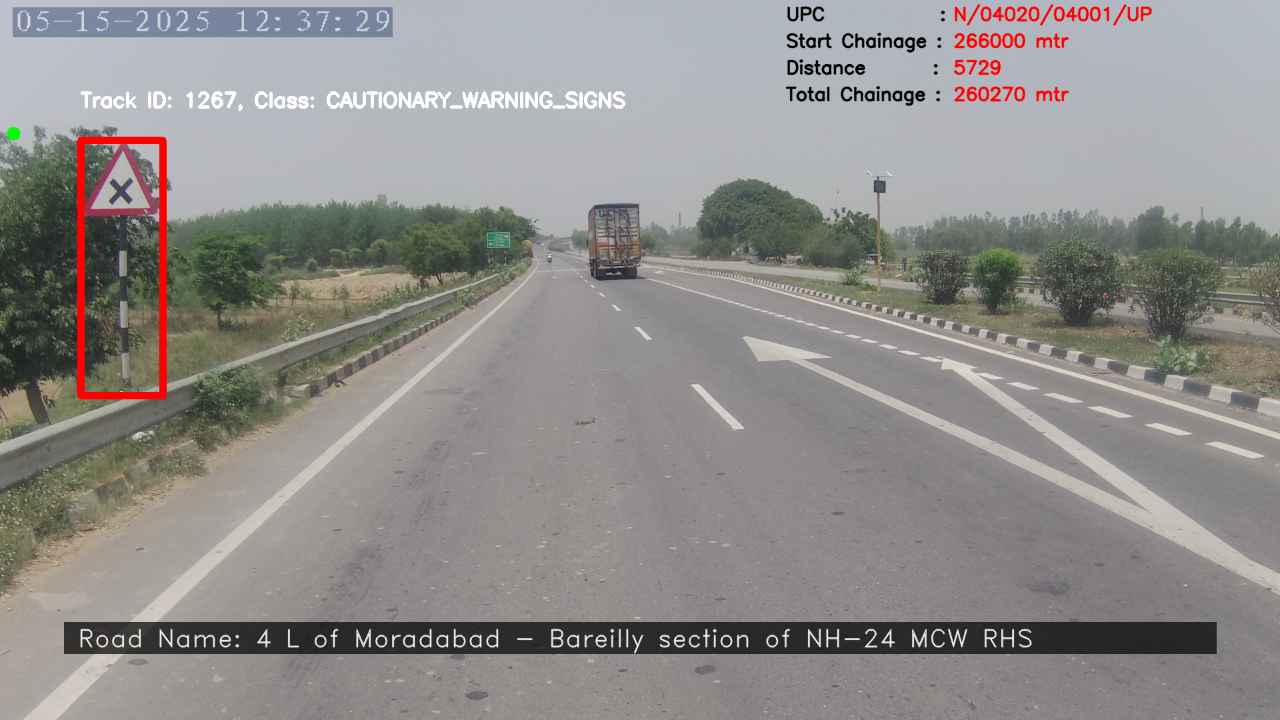 05-15-2025 12:37:29
UPC : N/04020/04001/UP
Start Chainage : 266000 mtr
Distance : 5729
Total Chainage : 260270 mtr
Track ID: 1267, Class: CAUTIONARY_WARNING_SIGNS
Road Name: 4 L of Moradabad - Bareilly section of NH-24 MCW RHS